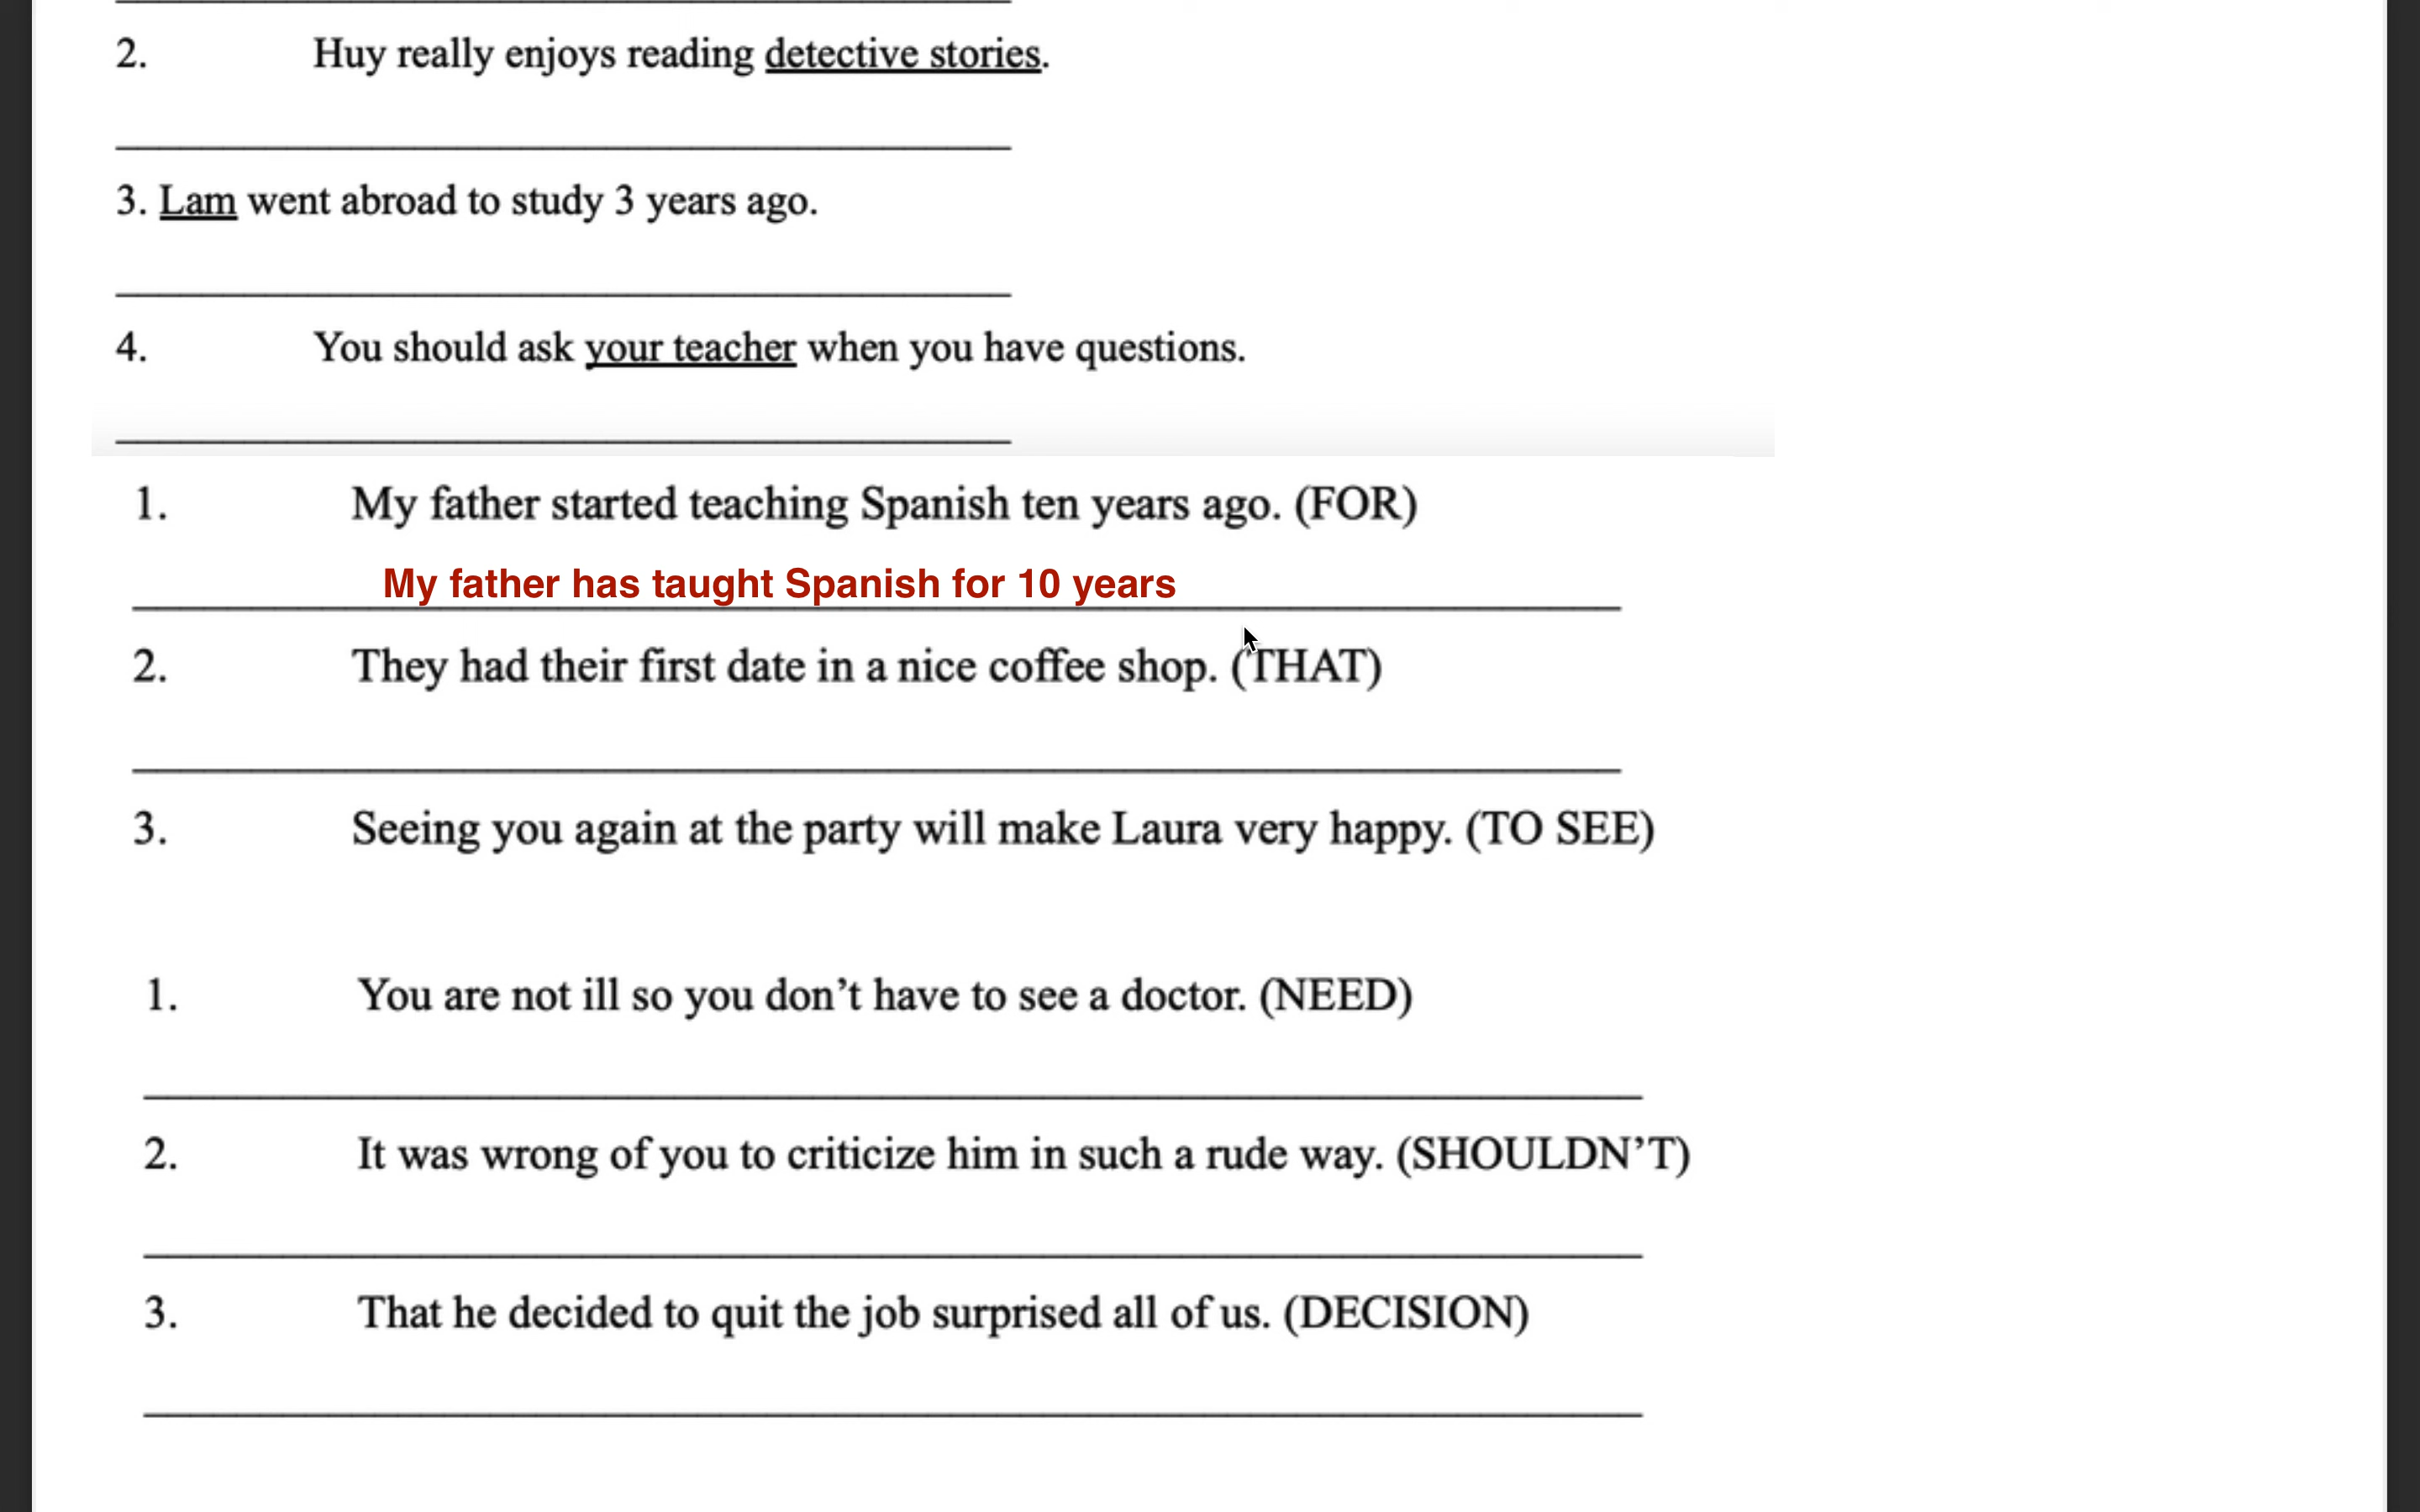 2. Huy really enjoys reading detective stories.
3. Lam went abroad to study 3 years ago.
4. You should ask your teacher when you have questions.
1. My father started teaching Spanish ten years ago. (FOR)
My father has taught Spanish for 10 years
2. They had their first date in a nice coffee shop. (THAT)
3. Seeing you again at the party will make Laura very happy. (TO SEE)
1. You are not ill so you don’t have to see a doctor. (NEED)
2. It was wrong of you to criticize him in such a rude way. (SHOULDN’T)
3. That he decided to quit the job surprised all of us. (DECISION)